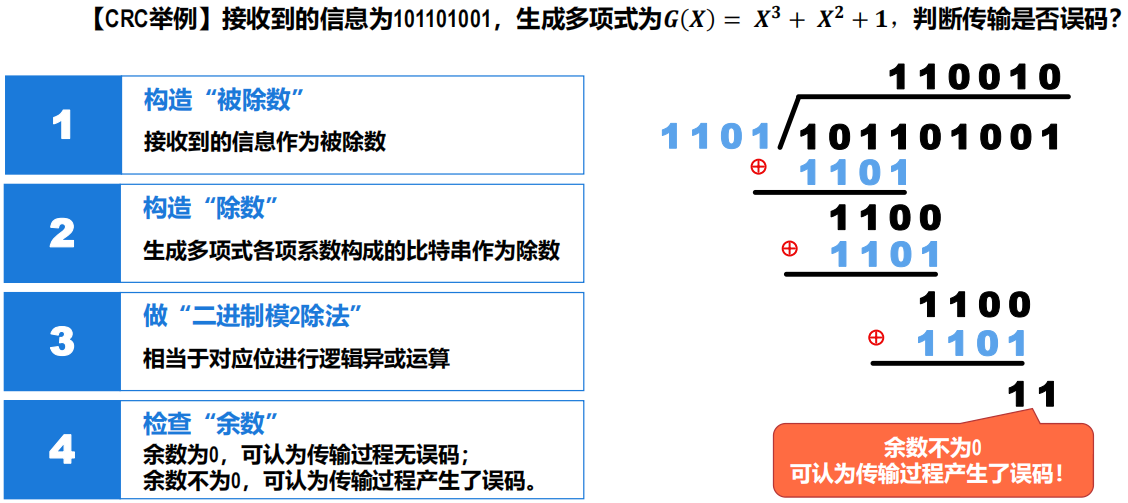 【CRC举例】接收到的信息为101101001，生成多项式为G(X) = X³ + X² + 1，判断传输是否误码？
1
构造“被除数”
接收到的信息作为被除数
2
构造“除数”
生成多项式各项系数构成的比特串作为除数
3
做“二进制模2除法”
相当于对应位进行逻辑异或运算
4
检查“余数”
余数为0，可认为传输过程无误码；
余数不为0，可认为传输过程产生了误码。
110010
1101 101101001
⊕ 1101
1100
⊕ 1101
1100
⊕ 1101
11
余数不为0
可认为传输过程产生了误码！